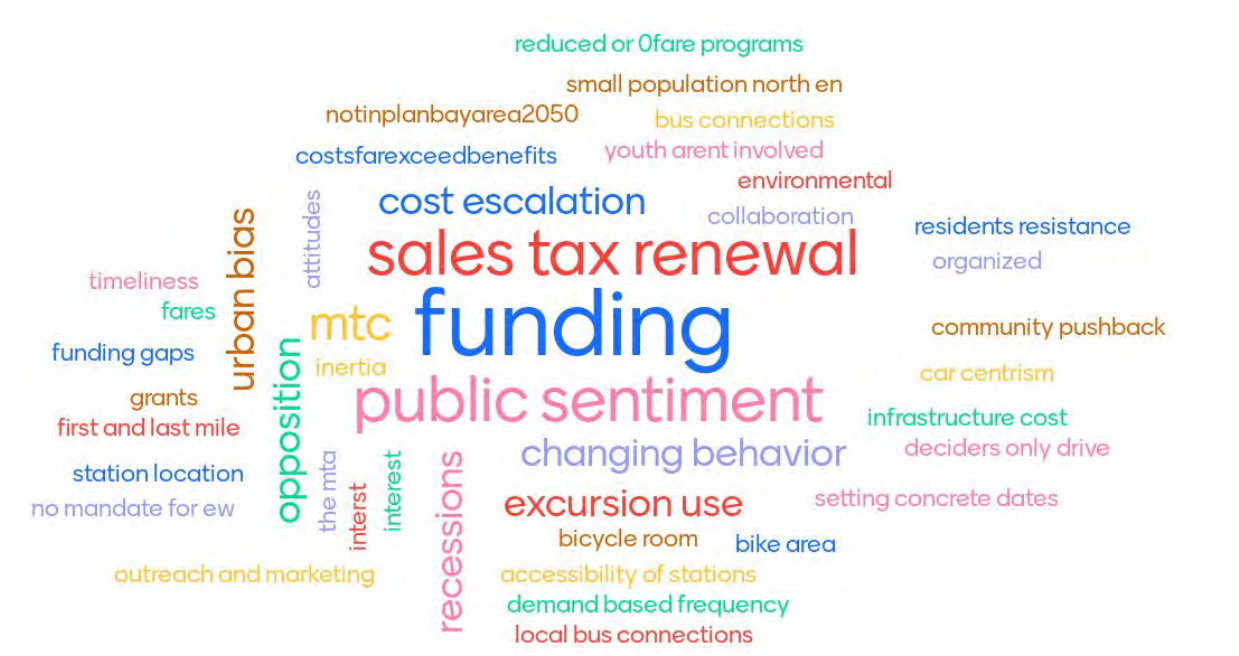 reduced or 0fare programs
small population north en
notinplanbayarea2050
bus connections
costsfarexceedbenefits
youth arent involved
environmental
attitudes
cost escalation
collaboration
urban bias
residents resistance
sales tax renewal
organized
timeliness
fares
mtc
funding
community pushback
funding gaps
opposition
inertia
car centrism
grants
public sentiment
infrastructure cost
first and last mile
deciders only drive
changing behavior
station location
the mta
interst
interest
recessions
excursion use
setting concrete dates
no mandate for ew
bicycle room
bike area
outreach and marketing
accessibility of stations
demand based frequency
local bus connections